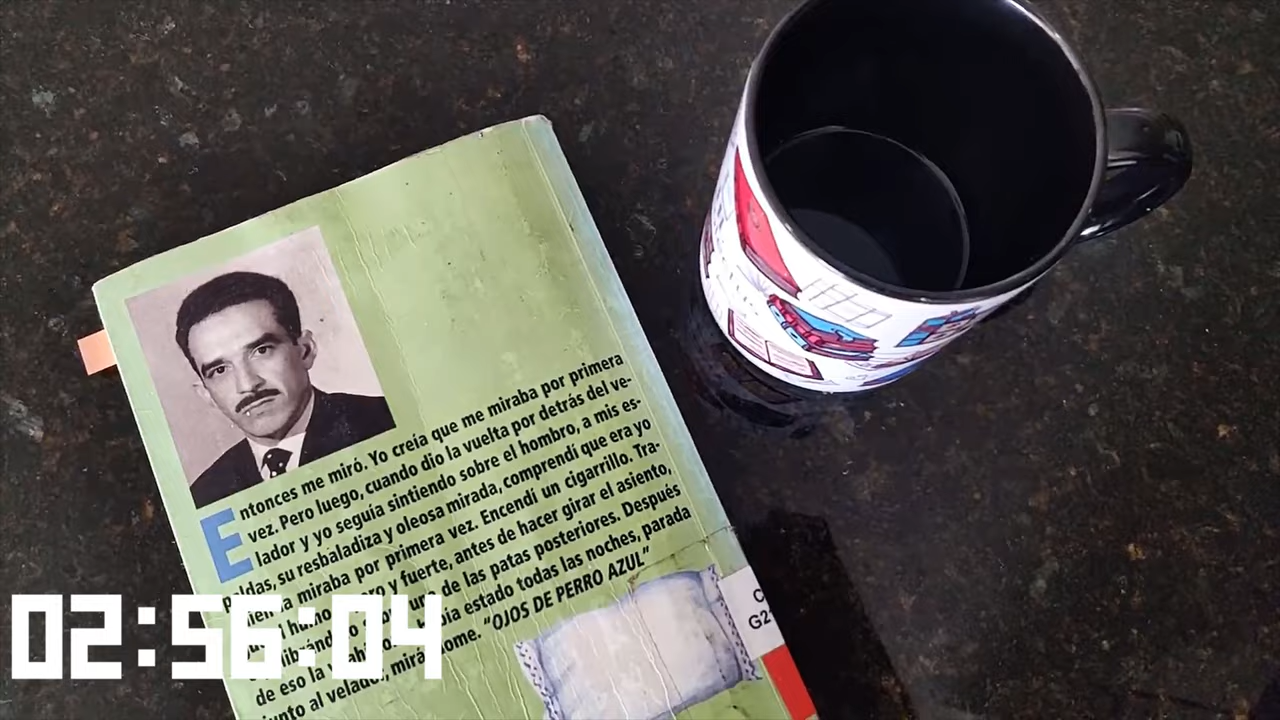 Entonces me miró. Yo creía que me miraba por primera
vez. Pero luego, cuando dio la vuelta por detrás del ve-
lador y yo seguía sintiendo sobre el hombro, a mis es-
paldas, su resbaladiza y oleosa mirada, comprendí que era yo
miraba por primera vez. Encendí un cigarrillo. Tra-
humo y fuerte, antes de hacer girar el asiento,
de las patas posteriores. Después
de eso la estado todas las noches, parada
junto al velador, "OJOS DE PERRO AZUL"
C
G2
02:56:04